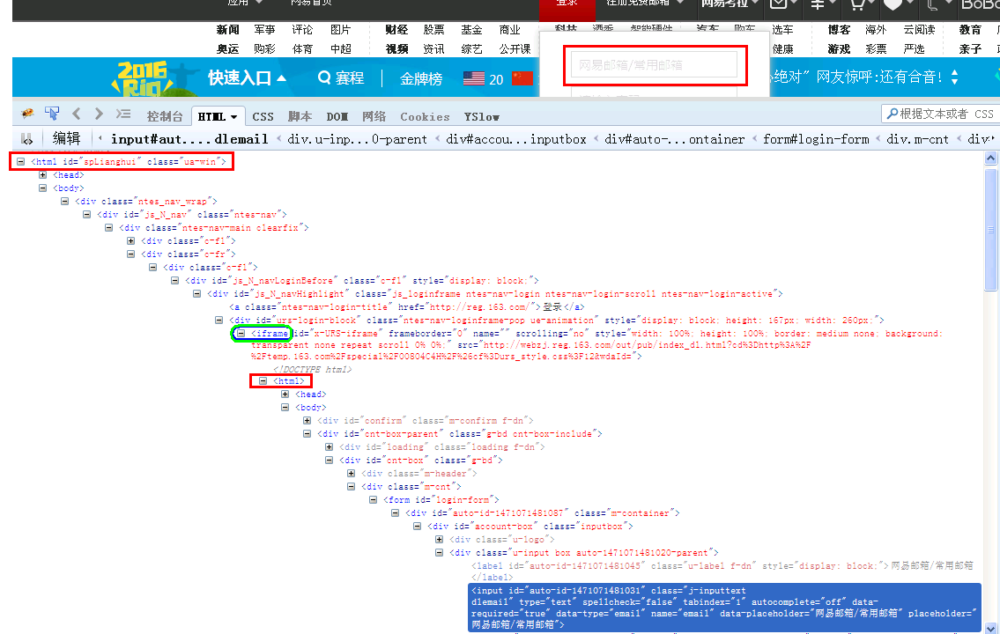 应用 网易首页 登录 注册免费邮箱 网易考拉 BoBo
新闻 军事 评论 图片 财经 股票 基金 商业 科技 酒香 智能硬件 汽车 购车 选车 博客 海外 云阅读 教育
奥运 购彩 体育 中超 视频 资讯 综艺 公开课 健康 游戏 彩票 严选 亲子
网易邮箱/常用邮箱
2016 Rio 快速入口 赛程 金牌榜 20 绝对”网友惊呼:还有合音!
控制台 HTML CSS 脚本 DOM 网络 Cookies YSlow 根据文本或者 CSS
编辑 input#aut....dlemail < div.u-inp...0-parent < div#accou...inputbox < div#auto-...ontainer < form#login-form < div.m-cnt < div
<html id="spLianghui" class="ua-win">
<head>
<body>
<div class="ntes_nav_wrap">
<div id="js_N_nav" class="ntes-nav">
<div class="ntes-nav-main clearfix">
<div class="c-fl">
<div class="c-fr">
<div class="c-fl">
<div id="js_N_navLoginBefore" class="c-fl" style="display: block;">
<div id="js_N_navHighlight" class="js_loginframe ntes-nav-login ntes-nav-login-scroll ntes-nav-login-active">
<a class="ntes-nav-login-title" href="http://reg.163.com/">登录</a>
<div id="urs-login-block" class="ntes-nav-loginframe-pop ue-animation" style="display: block; height: 167px; width: 260px;">
<iframe id="x-URS-iframe" frameborder="0" name="" scrolling="no" style="width: 100%; height: 100%; border: medium none; background:
transparent none repeat scroll 0% 0%;" src="http://webzj.reg.163.com/out/pub/index_dl.html?cd%3Dhttp%3A%2F
%2Ftemp.163.com%2Fspecial%2F00804C4H%2F%26cf%3Durs_style.css%3F12&wdaId=">
<!DOCTYPE html>
<html>
<head>
<body>
<div id="confirm" class="m-confirm f-dn">
<div id="cnt-box-parent" class="g-bd cnt-box-include">
<div id="loading" class="loading f-dn">
<div id="cnt-box" class="g-bd">
<div class="m-header">
<div class="m-cnt">
<form id="login-form">
<div id="auto-id-1471071481087" class="m-container">
<div id="account-box" class="inputbox">
<div class="u-logo">
<div class="u-input box auto-1471071481020-parent">
<label id="auto-id-1471071481045" class="u-label f-dn" style="display: block;">网易邮箱/常用邮箱
</label>
<input id="auto-id-1471071481031" class="j-inputtext
dlemail" type="text" spellcheck="false" tabindex="1" autocomplete="off" data-
required="true" data-type="email" name="email" data-placeholder="网易邮箱/常用邮箱" placeholder="
网易邮箱/常用邮箱">